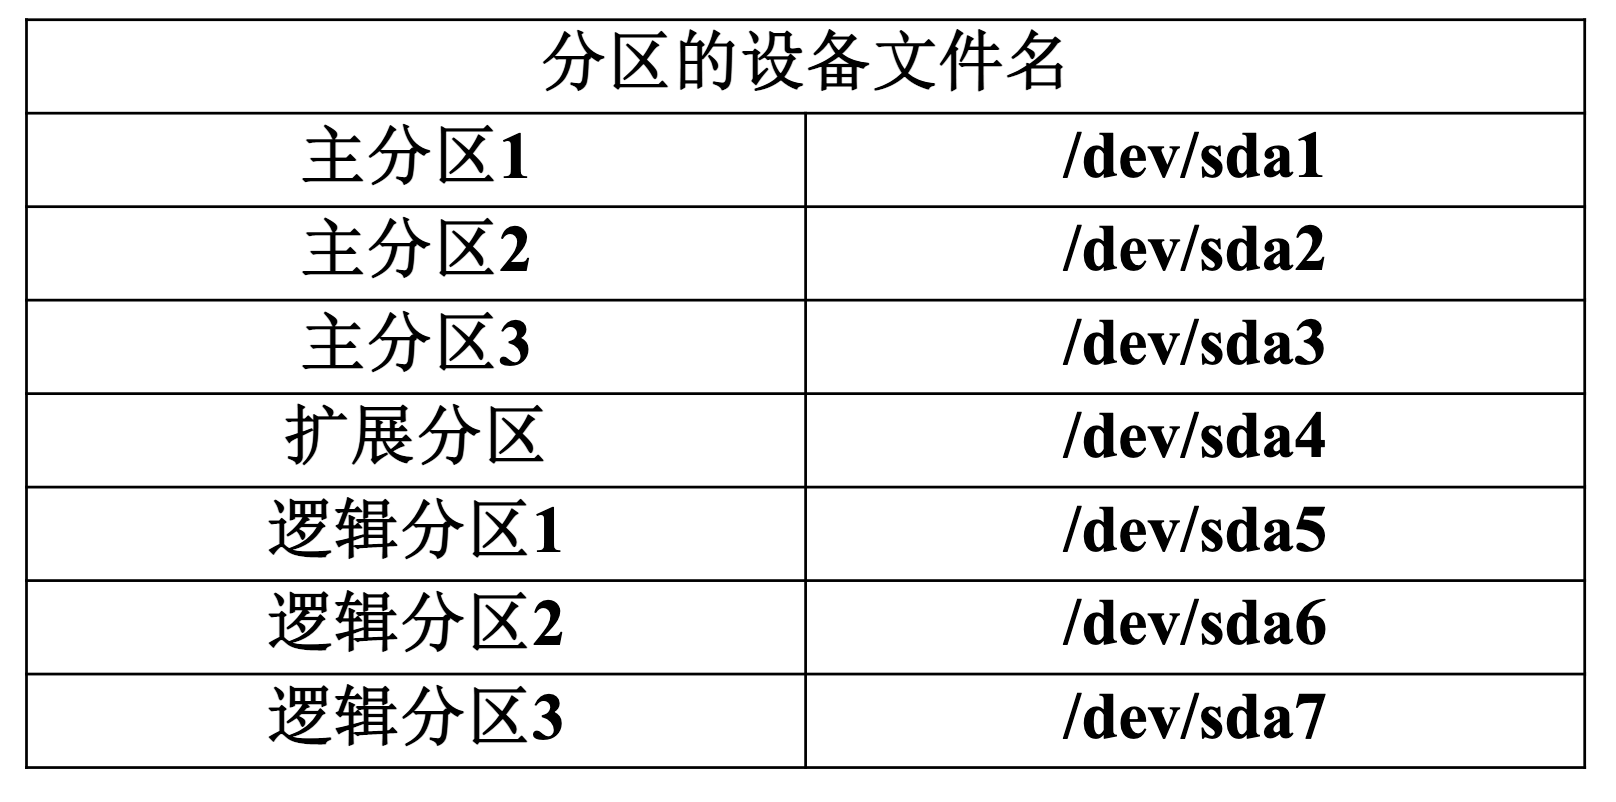 分区的设备文件名
主分区1 /dev/sda1
主分区2 /dev/sda2
主分区3 /dev/sda3
扩展分区 /dev/sda4
逻辑分区1 /dev/sda5
逻辑分区2 /dev/sda6
逻辑分区3 /dev/sda7